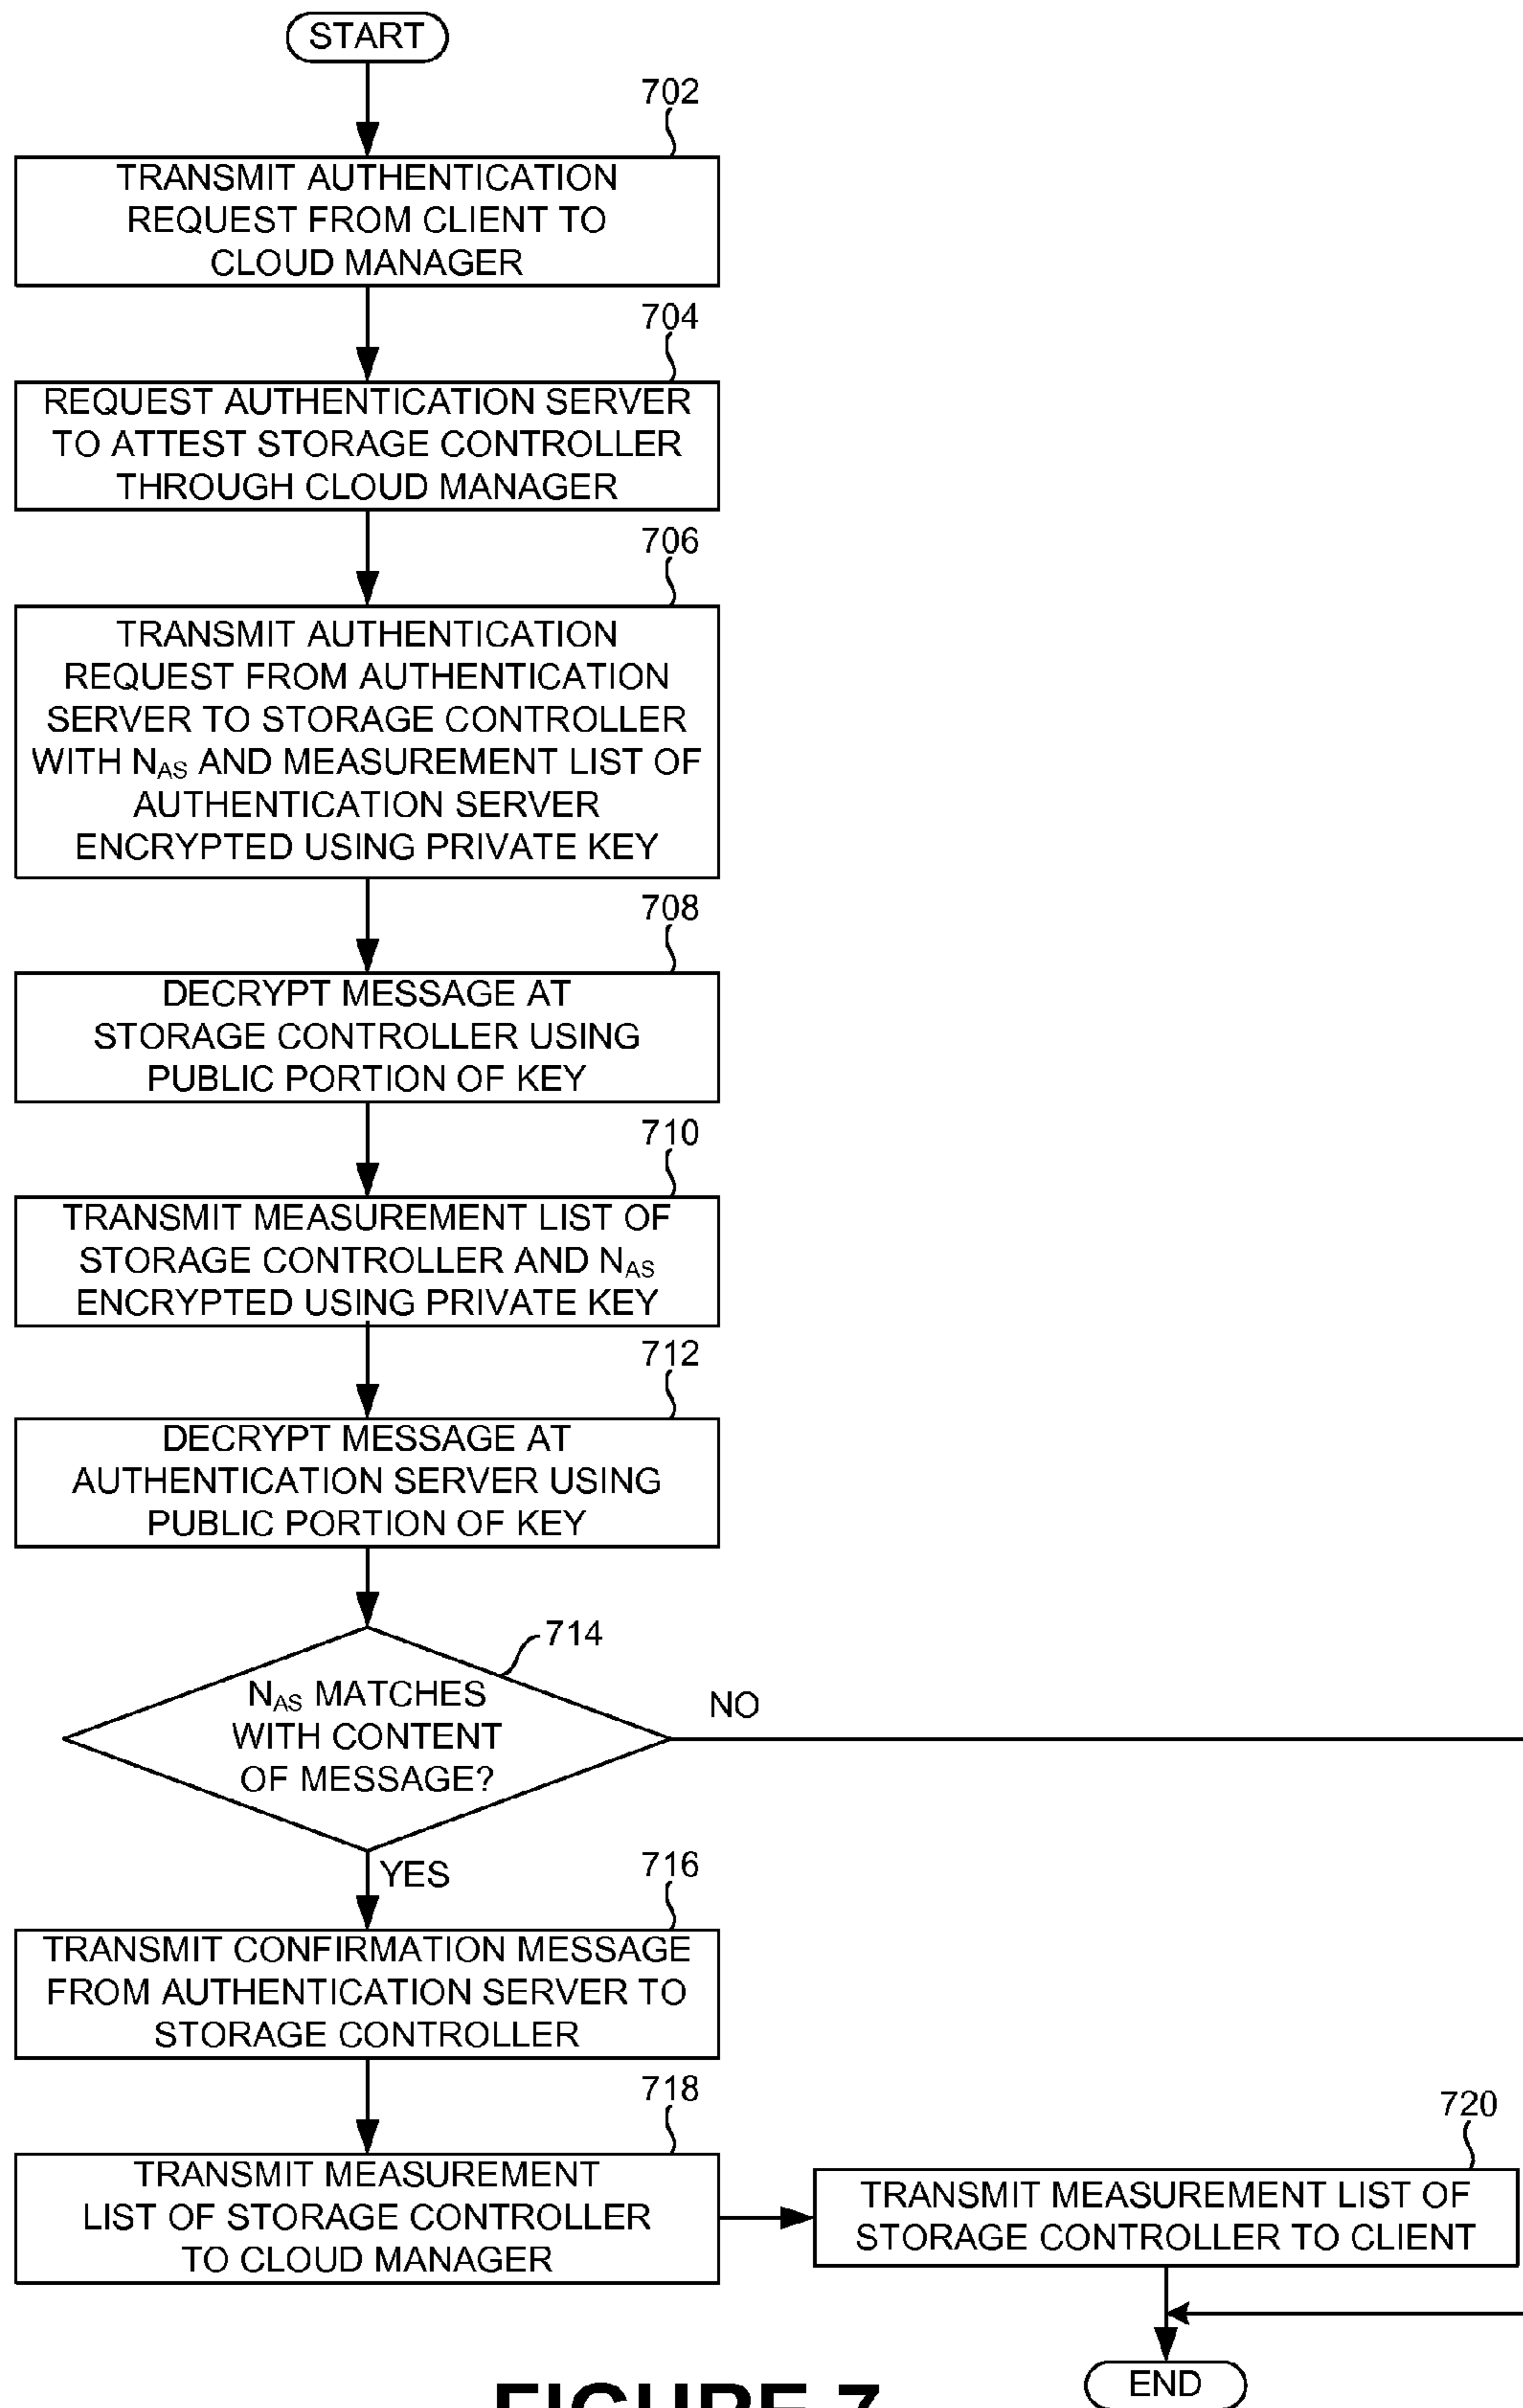 START
702
TRANSMIT AUTHENTICATION
REQUEST FROM CLIENT TO
CLOUD MANAGER
704
REQUEST AUTHENTICATION SERVER
TO ATTEST STORAGE CONTROLLER
THROUGH CLOUD MANAGER
706
TRANSMIT AUTHENTICATION
REQUEST FROM AUTHENTICATION
SERVER TO STORAGE CONTROLLER
WITH NAS AND MEASUREMENT LIST OF
AUTHENTICATION SERVER
ENCRYPTED USING PRIVATE KEY
708
DECRYPT MESSAGE AT
STORAGE CONTROLLER USING
PUBLIC PORTION OF KEY
710
TRANSMIT MEASUREMENT LIST OF
STORAGE CONTROLLER AND NAS
ENCRYPTED USING PRIVATE KEY
712
DECRYPT MESSAGE AT
AUTHENTICATION SERVER USING
PUBLIC PORTION OF KEY
714
NAS MATCHES
WITH CONTENT
OF MESSAGE?
NO
YES
716
TRANSMIT CONFIRMATION MESSAGE
FROM AUTHENTICATION SERVER TO
STORAGE CONTROLLER
718
TRANSMIT MEASUREMENT
LIST OF STORAGE CONTROLLER
TO CLOUD MANAGER
720
TRANSMIT MEASUREMENT LIST OF
STORAGE CONTROLLER TO CLIENT
END
FIGURE 7